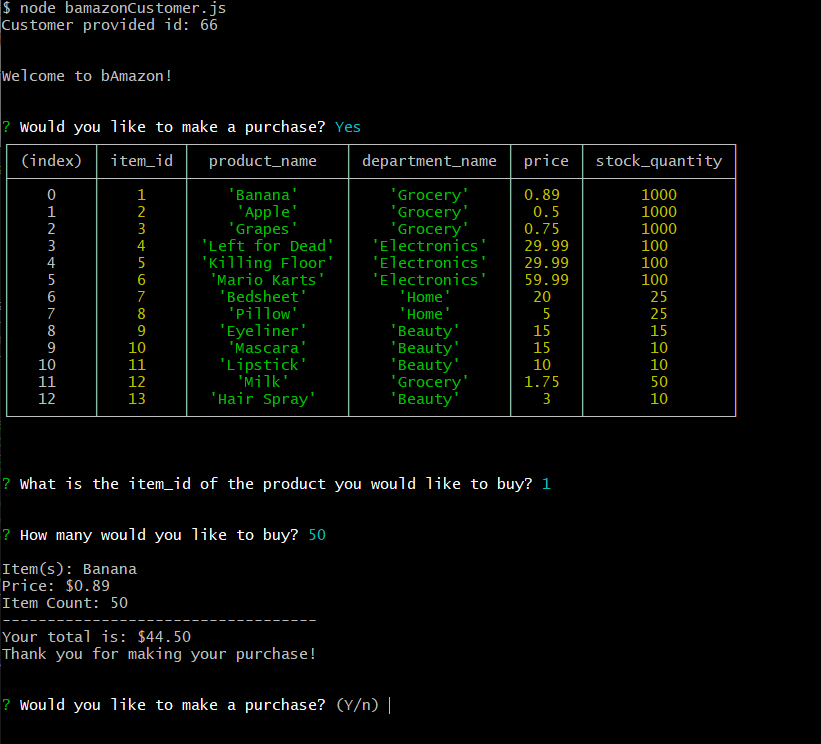 $ node bamazonCustomer.js
Customer provided id: 66
Welcome to bAmazon!
? Would you like to make a purchase? Yes
(index) item_id product_name department_name price stock_quantity
0 1 'Banana' 'Grocery' 0.89 1000
1 2 'Apple' 'Grocery' 0.5 1000
2 3 'Grapes' 'Grocery' 0.75 1000
3 4 'Left for Dead' 'Electronics' 29.99 100
4 5 'Killing Floor' 'Electronics' 29.99 100
5 6 'Mario Karts' 'Electronics' 59.99 100
6 7 'Bedsheet' 'Home' 20 25
7 8 'Pillow' 'Home' 5 25
8 9 'Eyeliner' 'Beauty' 15 15
9 10 'Mascara' 'Beauty' 15 10
10 11 'Lipstick' 'Beauty' 10 10
11 12 'Milk' 'Grocery' 1.75 50
12 13 'Hair Spray' 'Beauty' 3 10
? What is the item_id of the product you would like to buy? 1
? How many would you like to buy? 50
Item(s): Banana
Price: $0.89
Item Count: 50
-----------------------------------
Your total is: $44.50
Thank you for making your purchase!
? Would you like to make a purchase? (Y/n)